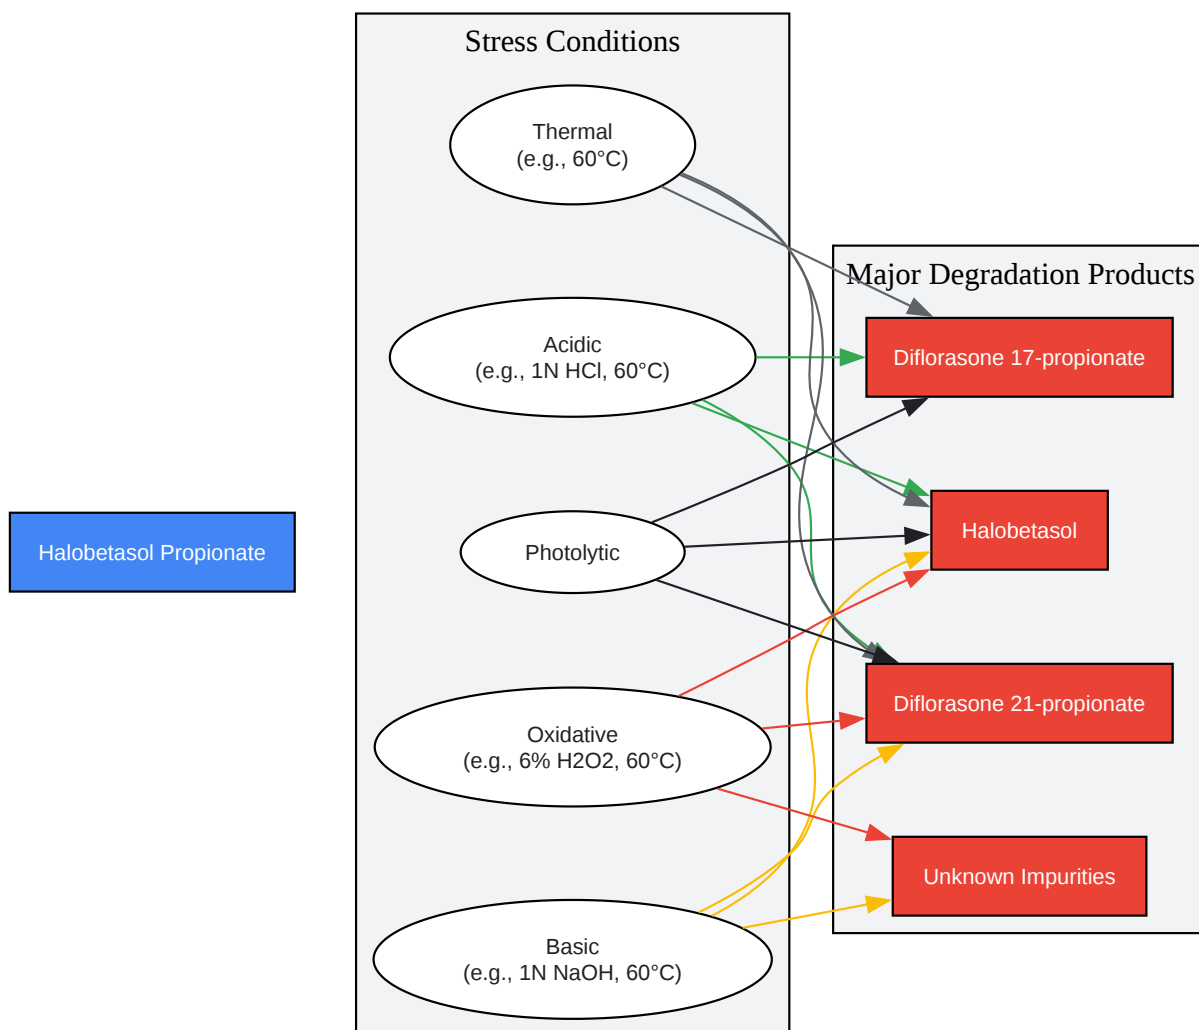 Stress Conditions
Thermal
(e.g., 60°C)
Acidic
(e.g., 1N HCl, 60°C)
Photolytic
Oxidative
(e.g., 6% H2O2, 60°C)
Basic
(e.g., 1N NaOH, 60°C)
Halobetasol Propionate
Major Degradation Products
Diflorasone 17-propionate
Halobetasol
Diflorasone 21-propionate
Unknown Impurities